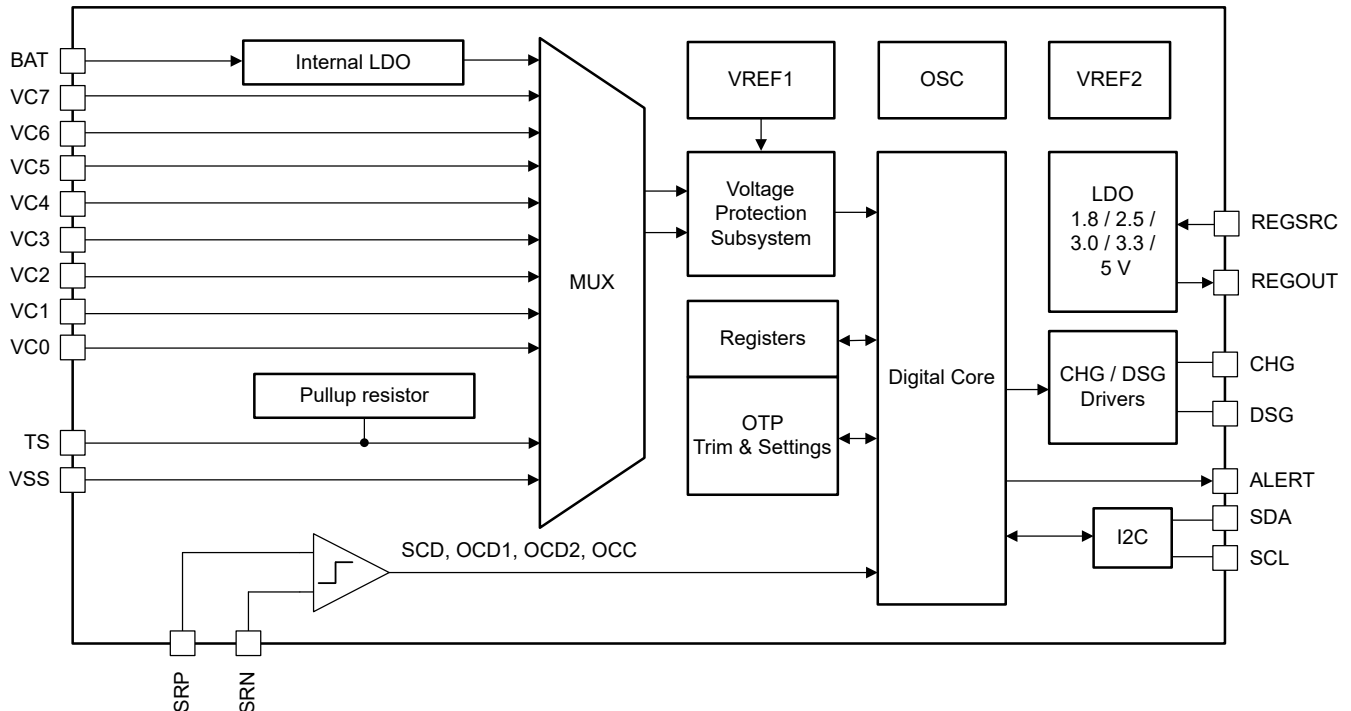 BAT
VC7
VC6
VC5
VC4
VC3
VC2
VC1
VC0
TS
VSS
Internal LDO
Pullup resistor
MUX
VREF1
OSC
VREF2
Voltage
Protection
Subsystem
Registers
OTP
Trim & Settings
Digital Core
LDO
1.8 / 2.5 /
3.0 / 3.3 /
5 V
CHG / DSG
Drivers
I2C
REGSRC
REGOUT
CHG
DSG
ALERT
SDA
SCL
SCD, OCD1, OCD2, OCC
SRP
SRN